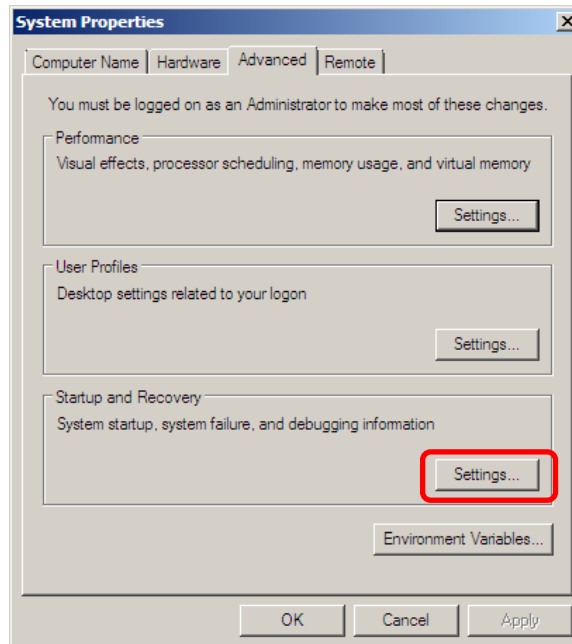 System Properties
Computer Name Hardware Advanced Remote
You must be logged on as an Administrator to make most of these changes.
Performance
Visual effects, processor scheduling, memory usage, and virtual memory
Settings...
User Profiles
Desktop settings related to your logon
Settings...
Startup and Recovery
System startup, system failure, and debugging information
Settings...
Environment Variables...
OK Cancel Apply